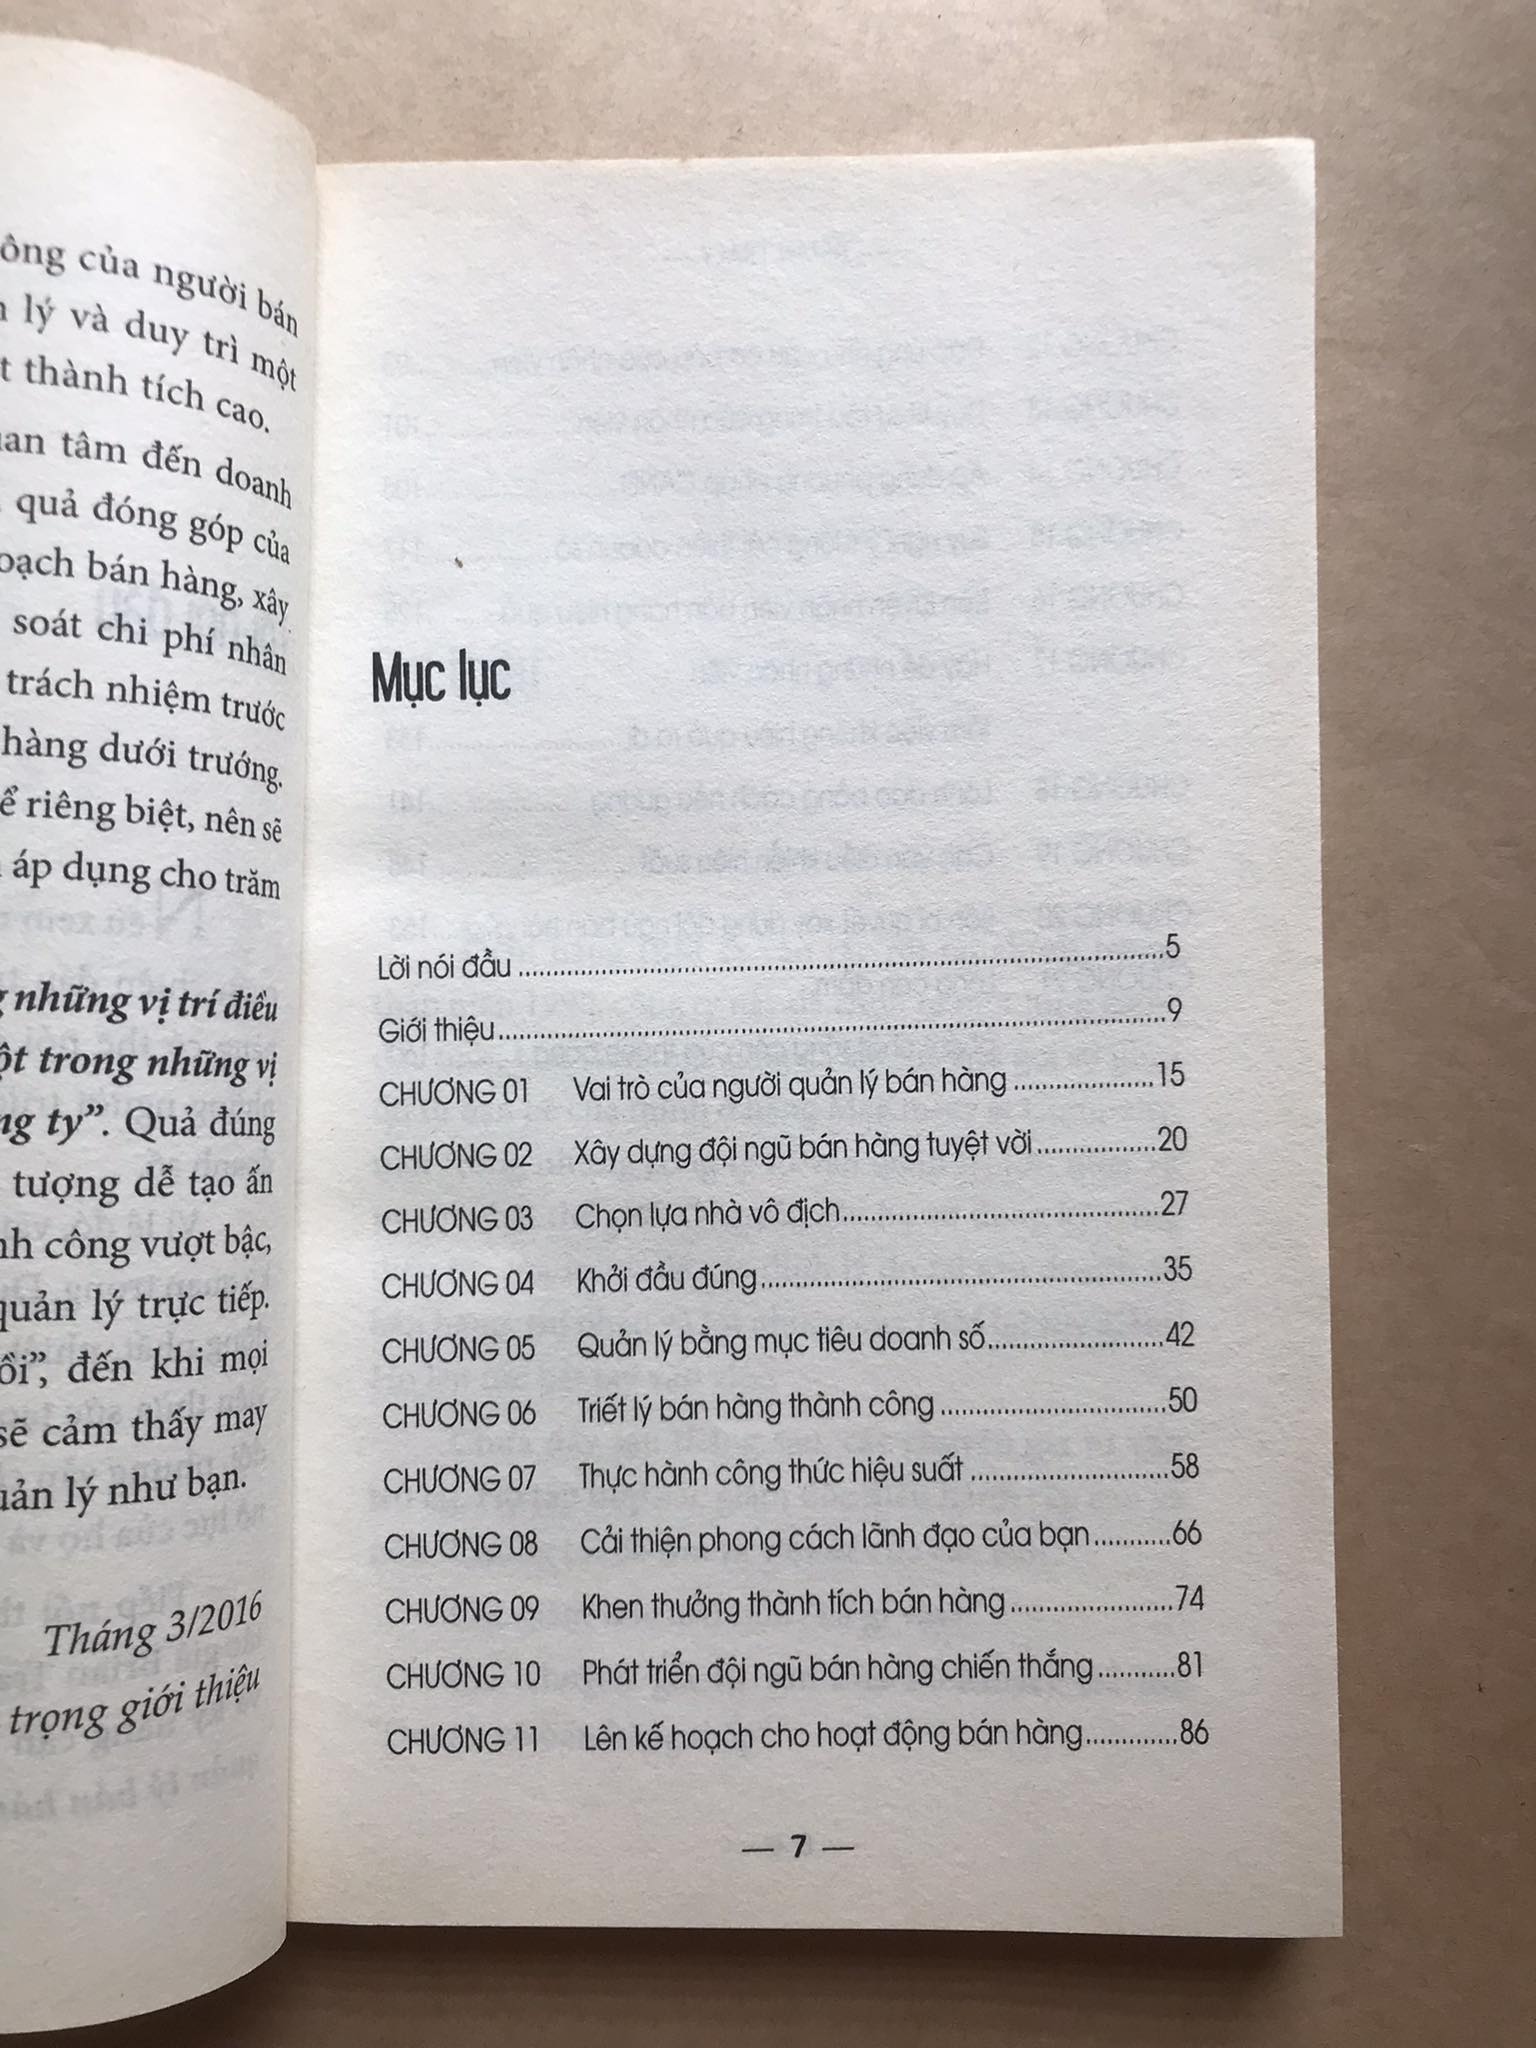 ông của người bán
lý và duy trì một
t thành tích cao.
tâm đến doanh
quả đóng góp của
bán hàng, xây
soát chi phí nhân
trách nhiệm trước
hàng dưới trướng.
riêng biệt, nên sẽ
áp dụng cho trăm
những vị trí điều
trong những vị
ty”. Quả đúng
tượng dễ tạo ấn
công vượt bậc,
quản lý trực tiếp.
ồi”, đến khi mọi
sẽ cảm thấy may
lý như bạn.
Tháng 3/2016
trọng giới thiệu
Mục lục
Lời nói đầu ........ 5
Giới thiệu ........ 9
CHƯƠNG 01 Vai trò của người quản lý bán hàng ........ 15
CHƯƠNG 02 Xây dựng đội ngũ bán hàng tuyệt vời ........ 20
CHƯƠNG 03 Chọn lựa nhà vô địch ........ 27
CHƯƠNG 04 Khởi đầu đúng ........ 35
CHƯƠNG 05 Quản lý bằng mục tiêu doanh số ........ 42
CHƯƠNG 06 Triết lý bán hàng thành công ........ 50
CHƯƠNG 07 Thực hành công thức hiệu suất ........ 58
CHƯƠNG 08 Cải thiện phong cách lãnh đạo của bạn ........ 66
CHƯƠNG 09 Khen thưởng thành tích bán hàng ........ 74
CHƯƠNG 10 Phát triển đội ngũ bán hàng chiến thắng ........ 81
CHƯƠNG 11 Lên kế hoạch cho hoạt động bán hàng ........ 86
— 7 —